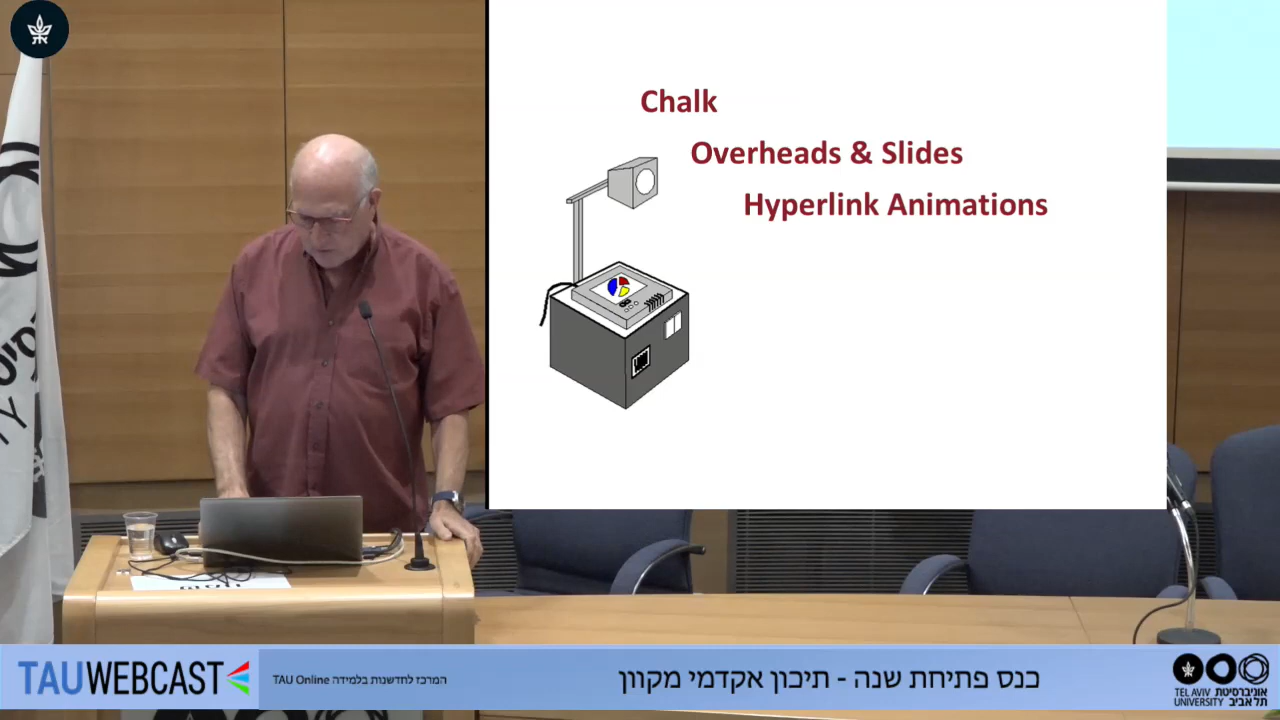 Chalk
Overheads & Slides
Hyperlink Animations
TAUWEBCAST
המרכז לחדשנות בלמידה TAU Online
כנס פתיחת שנה - תיכון אקדמי מקוון
TEL AVIV אוניברסיטת
UNIVERSITY תל אביב